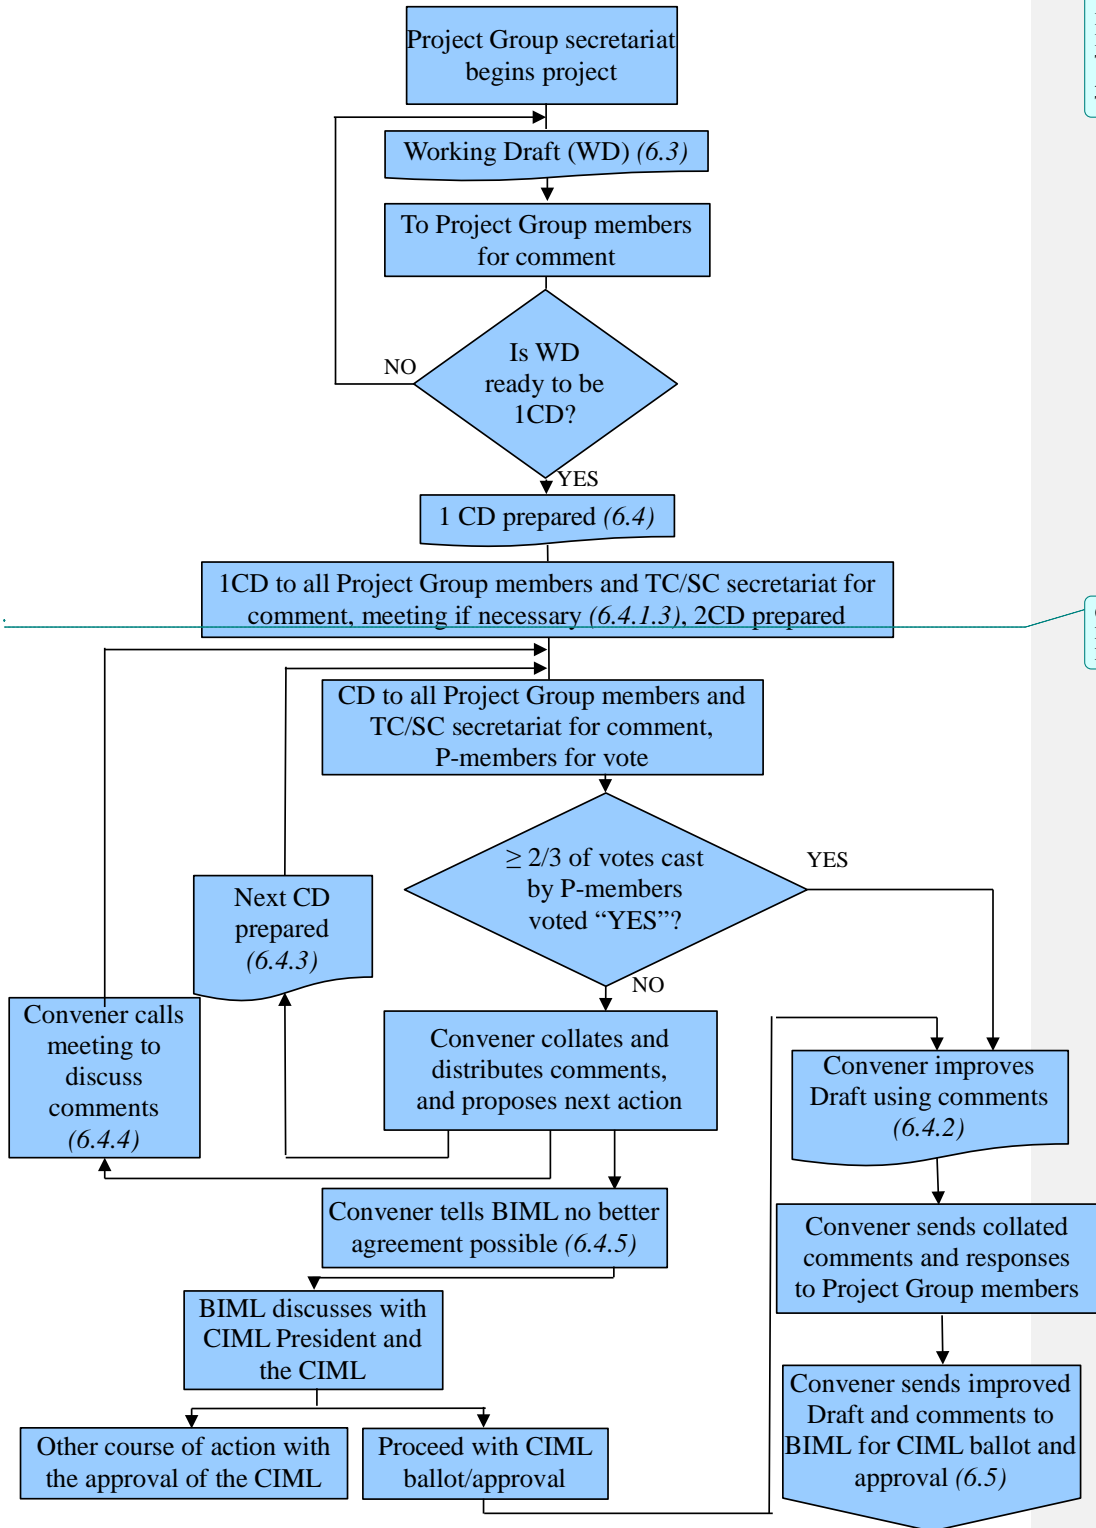 Project Group secretariat
begins project
Working Draft (WD) (6.3)
To Project Group members
for comment
Is WD
ready to be
1CD?
NO
YES
1 CD prepared (6.4)
1CD to all Project Group members and TC/SC secretariat for
comment, meeting if necessary (6.4.1.3), 2CD prepared
CD to all Project Group members and
TC/SC secretariat for comment,
P-members for vote
≥ 2/3 of votes cast
by P-members
voted “YES”?
YES
NO
Next CD
prepared
(6.4.3)
Convener calls
meeting to
discuss
comments
(6.4.4)
Convener collates and
distributes comments,
and proposes next action
Convener improves
Draft using comments
(6.4.2)
Convener tells BIML no better
agreement possible (6.4.5)
Convener sends collated
comments and responses
to Project Group members
BIML discusses with
CIML President and
the CIML
Convener sends improved
Draft and comments to
BIML for CIML ballot and
approval (6.5)
Other course of action with
the approval of the CIML
Proceed with CIML
ballot/approval